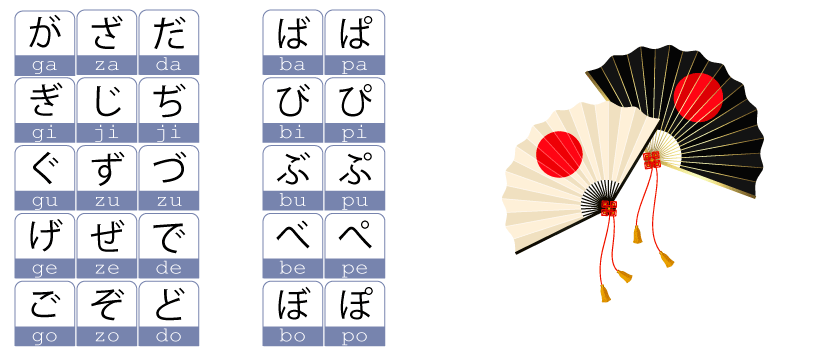 が ざ だ ば ぱ
ga za da ba pa
ぎ じ ぢ び ぴ
gi ji ji bi pi
ぐ ず づ ぶ ぷ
gu zu zu bu pu
げ ぜ で べ ぺ
ge ze de be pe
ご ぞ ど ぼ ぽ
go zo do bo po